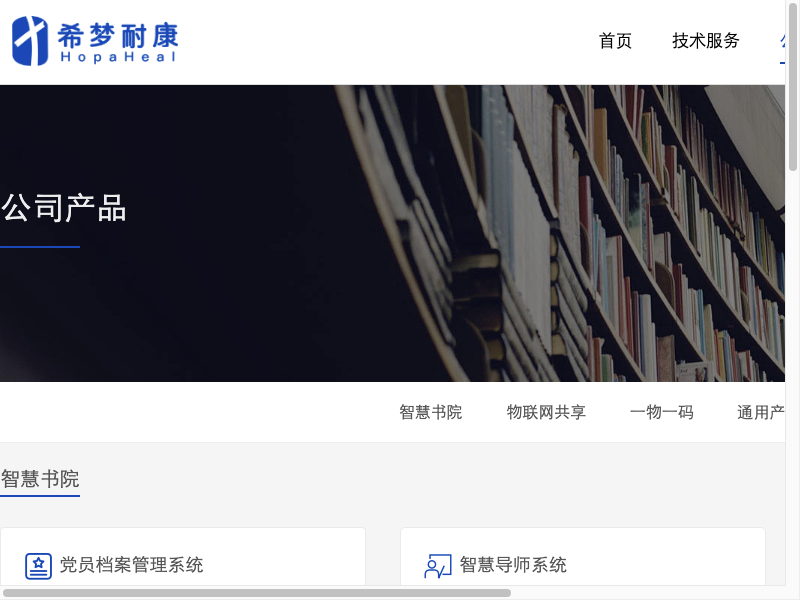 希梦耐康
HopaHeal
首页
技术服务
公司产品
智慧书院
物联网共享
一物一码
通用产
智慧书院
党员档案管理系统
智慧导师系统